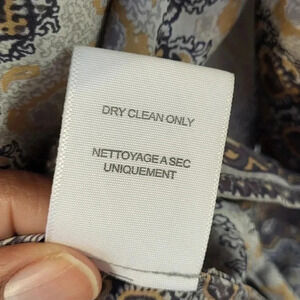 DRY CLEAN ONLY
NETTOYAGE A SEC
UNIQUEMENT